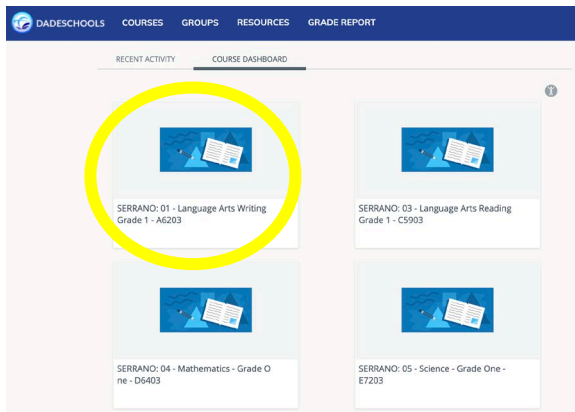 DADESCHOOLS COURSES GROUPS RESOURCES GRADE REPORT
RECENT ACTIVITY COURSE DASHBOARD
SERRANO: 01 - Language Arts Writing
Grade 1 - A6203
SERRANO: 03 - Language Arts Reading
Grade 1 - C5903
SERRANO: 04 - Mathematics - Grade O
ne - D6403
SERRANO: 05 - Science - Grade One -
E7203